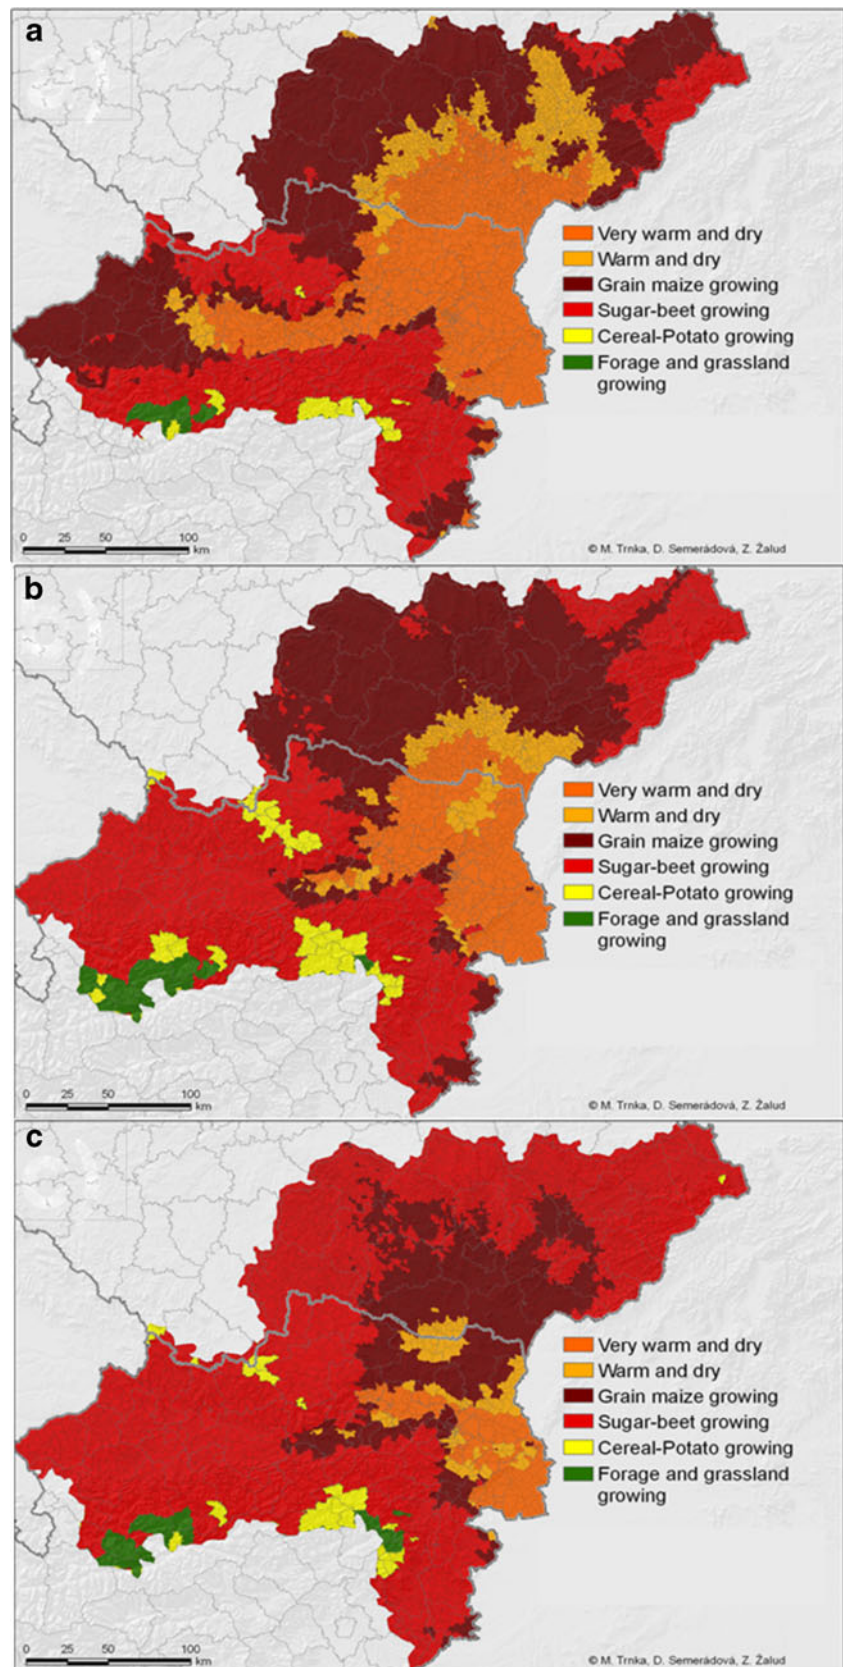 a
Very warm and dry
Warm and dry
Grain maize growing
Sugar-beet growing
Cereal-Potato growing
Forage and grassland
growing
0 25 50 100
km
© M. Trnka, D. Semerádová, Z. Žalud
b
Very warm and dry
Warm and dry
Grain maize growing
Sugar-beet growing
Cereal-Potato growing
Forage and grassland
growing
0 25 50 100
km
© M. Trnka, D. Semerádová, Z. Žalud
c
Very warm and dry
Warm and dry
Grain maize growing
Sugar-beet growing
Cereal-Potato growing
Forage and grassland
growing
0 25 50 100
km
© M. Trnka, D. Semerádová, Z. Žalud